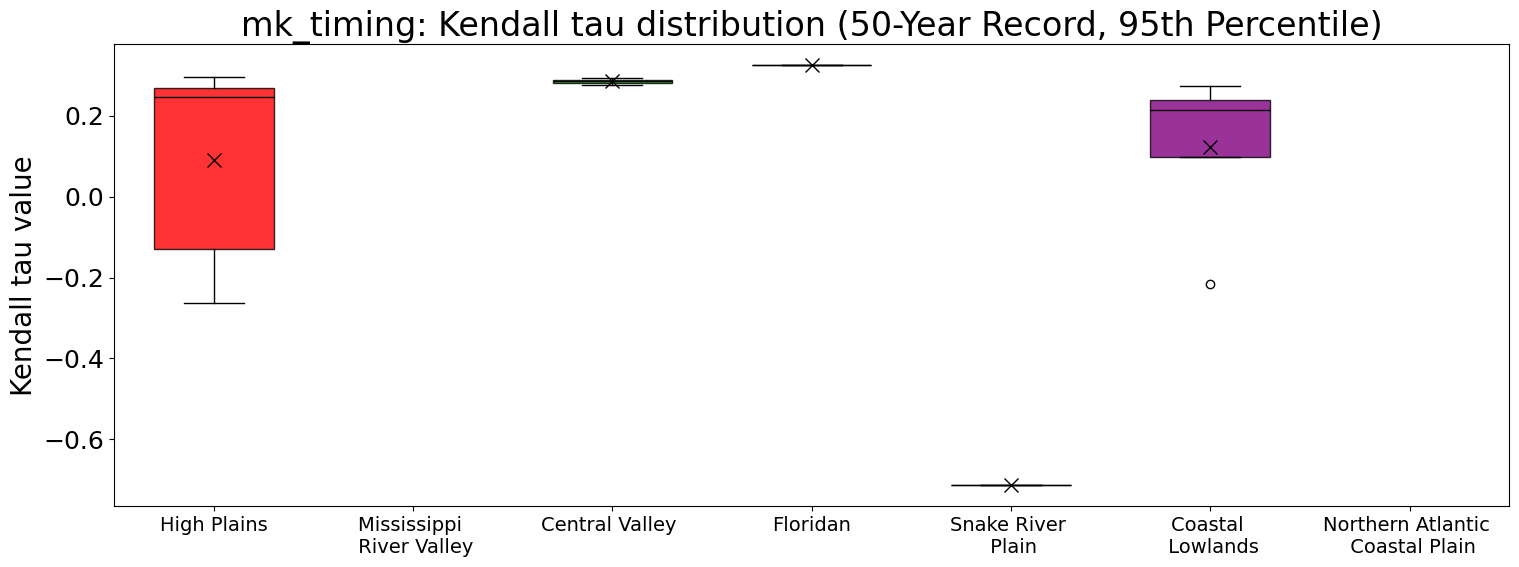 mk_timing: Kendall tau distribution (50-Year Record, 95th Percentile)
Kendall tau value
0.2
0.0
−0.2
−0.4
−0.6
High Plains
Mississippi
River Valley
Central Valley
Floridan
Snake River
Plain
Coastal
Lowlands
Northern Atlantic
Coastal Plain